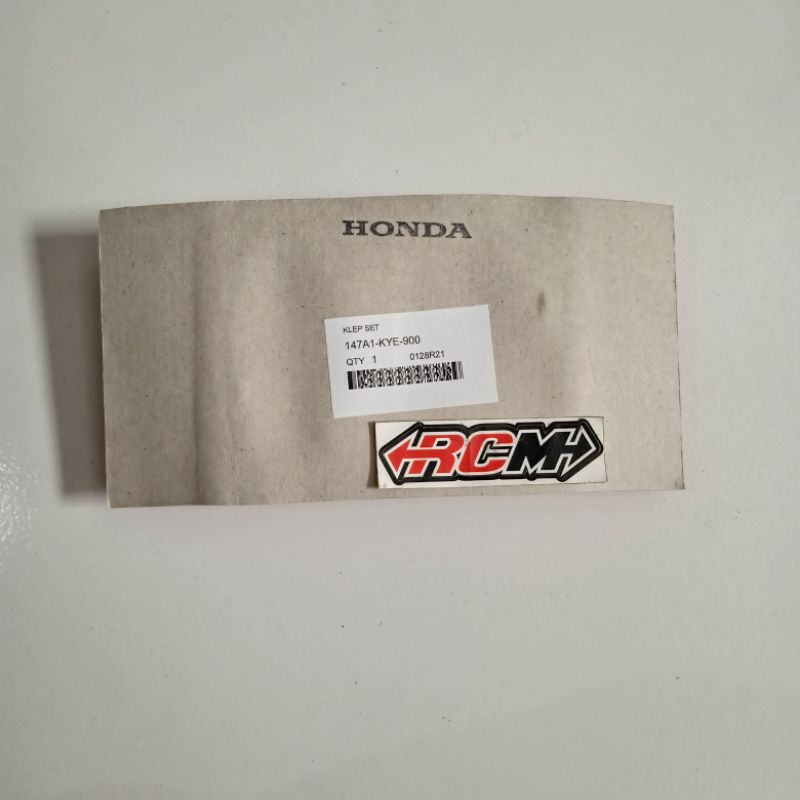 HONDA
KLEP SET
147A1-KYE-900
QTY 1 0128R21
RCM